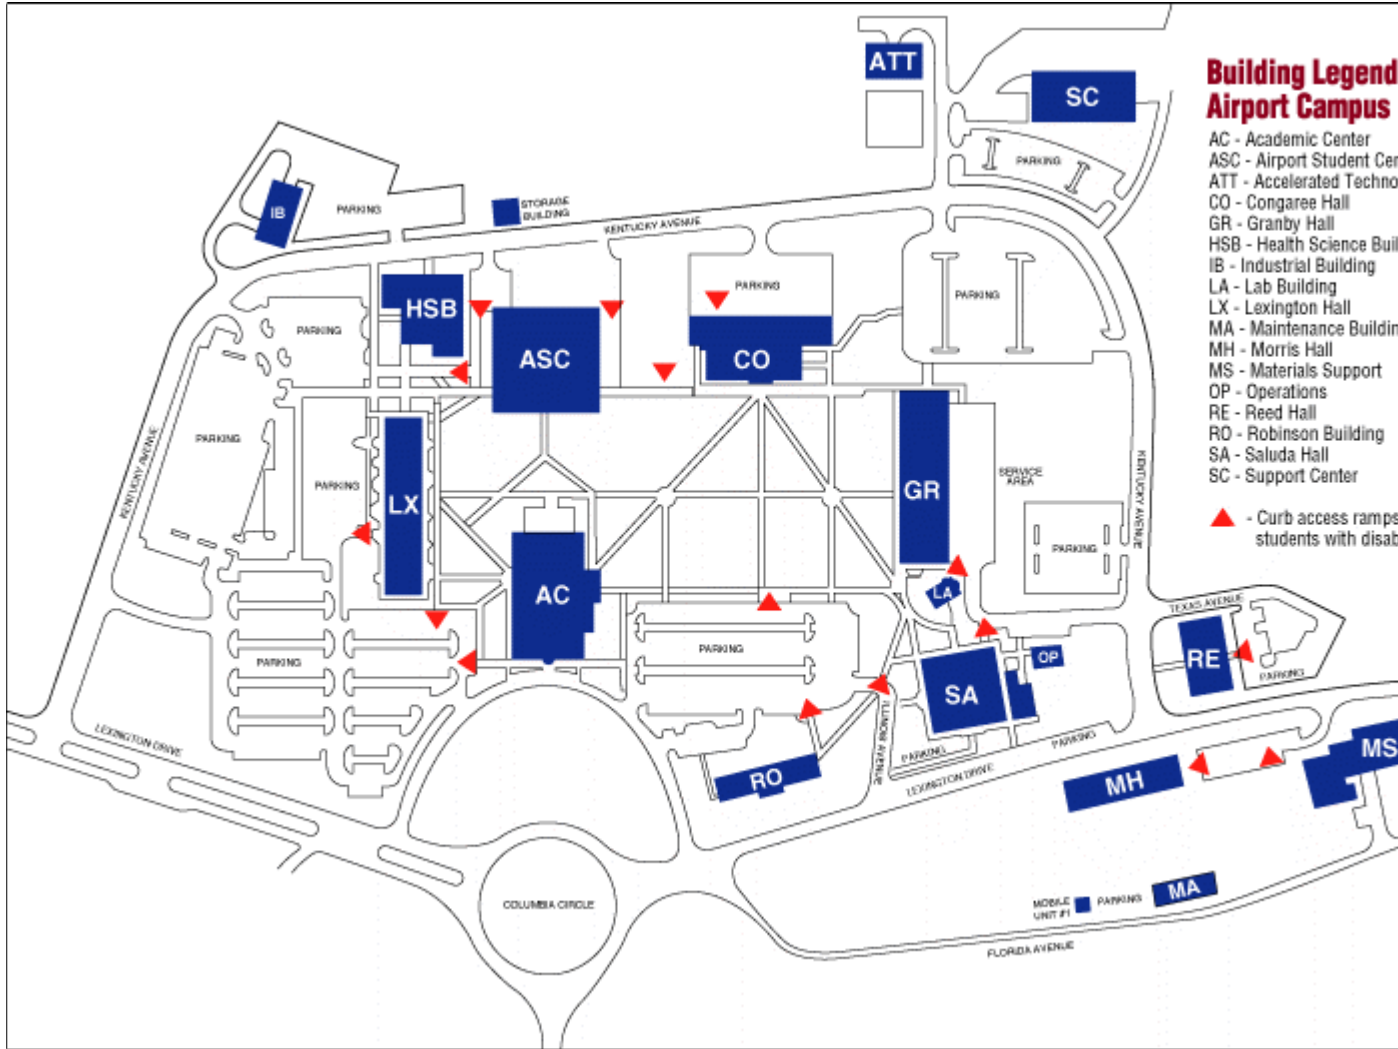 Building Legend
Airport Campus
AC - Academic Center
ASC - Airport Student Cen
ATT - Accelerated Techno
CO - Congaree Hall
GR - Granby Hall
HSB - Health Science Buil
IB - Industrial Building
LA - Lab Building
LX - Lexington Hall
MA - Maintenance Buildin
MH - Morris Hall
MS - Materials Support
OP - Operations
RE - Reed Hall
RO - Robinson Building
SA - Saluda Hall
SC - Support Center
- Curb access ramps
students with disab
ATT
SC
PARKING
IB
PARKING
STORAGE
BUILDING
KENTUCKY AVENUE
HSB
PARKING
PARKING
PARKING
ASC
CO
KENTUCKY AVENUE
PARKING
PARKING
LX
GR
SERVICE
AREA
KENTUCKY AVENUE
PARKING
AC
LA
TEXAS AVENUE
PARKING
PARKING
OP
RE
PARKING
SA
ILLINOIS AVENUE
LEXINGTON DRIVE
PARKING
PARKING
RO
LEXINGTON DRIVE
MH
MS
COLUMBIA CIRCLE
MOBILE
UNIT #1
PARKING
MA
FLORIDA AVENUE